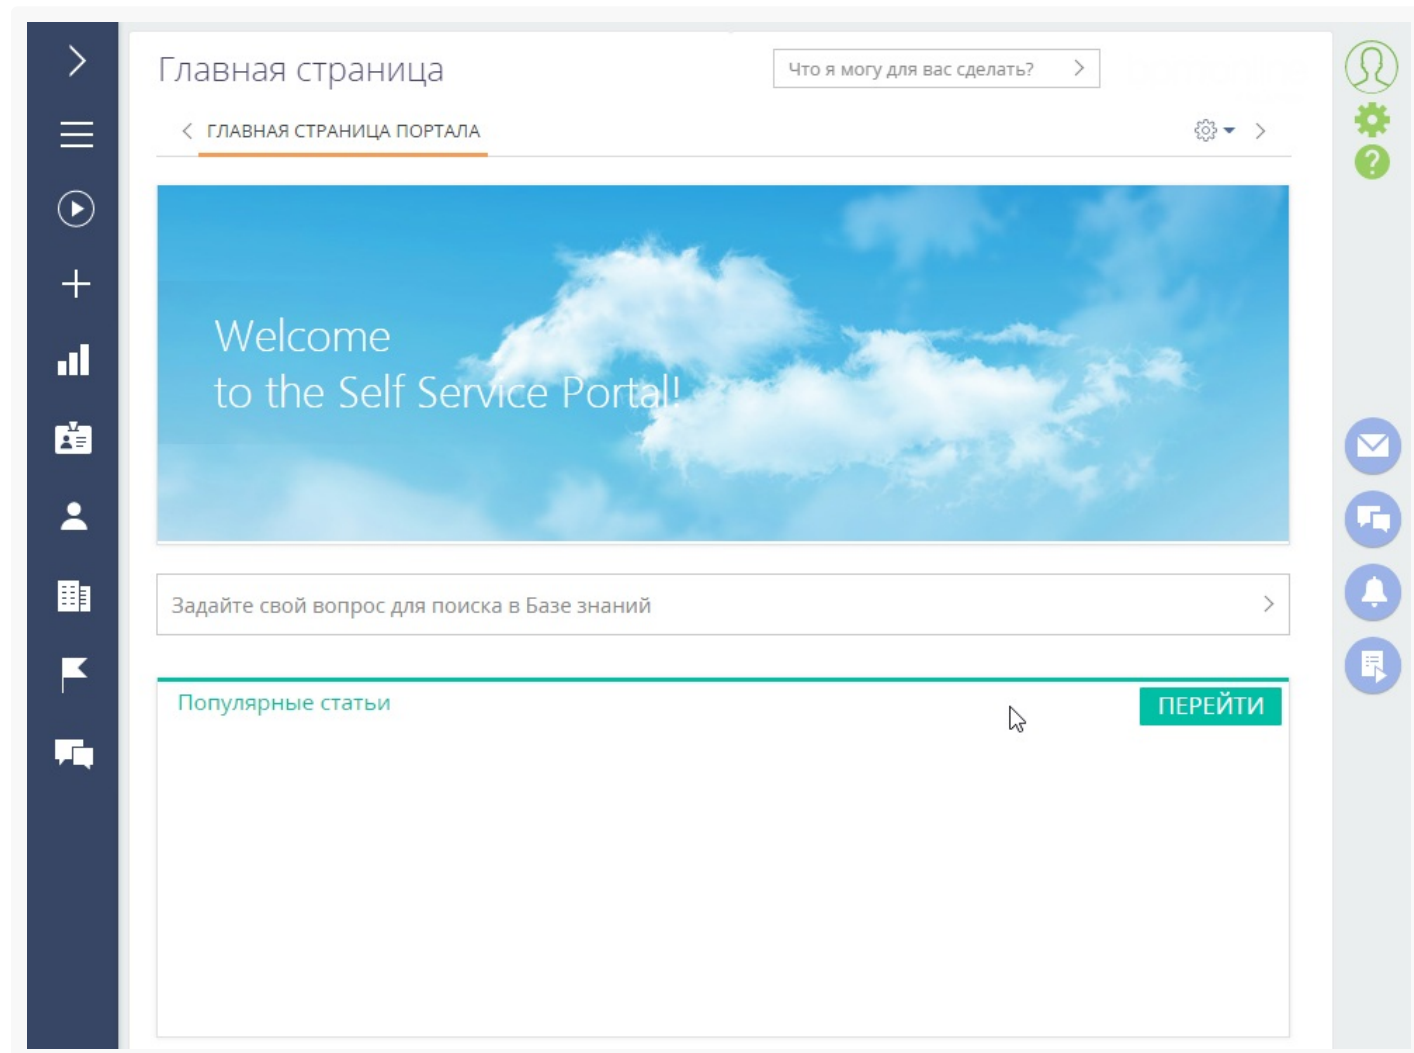 Главная страница
Что я могу для вас сделать?
ГЛАВНАЯ СТРАНИЦА ПОРТАЛА
Welcome
to the Self Service Portal!
Задайте свой вопрос для поиска в Базе знаний
Популярные статьи
ПЕРЕЙТИ